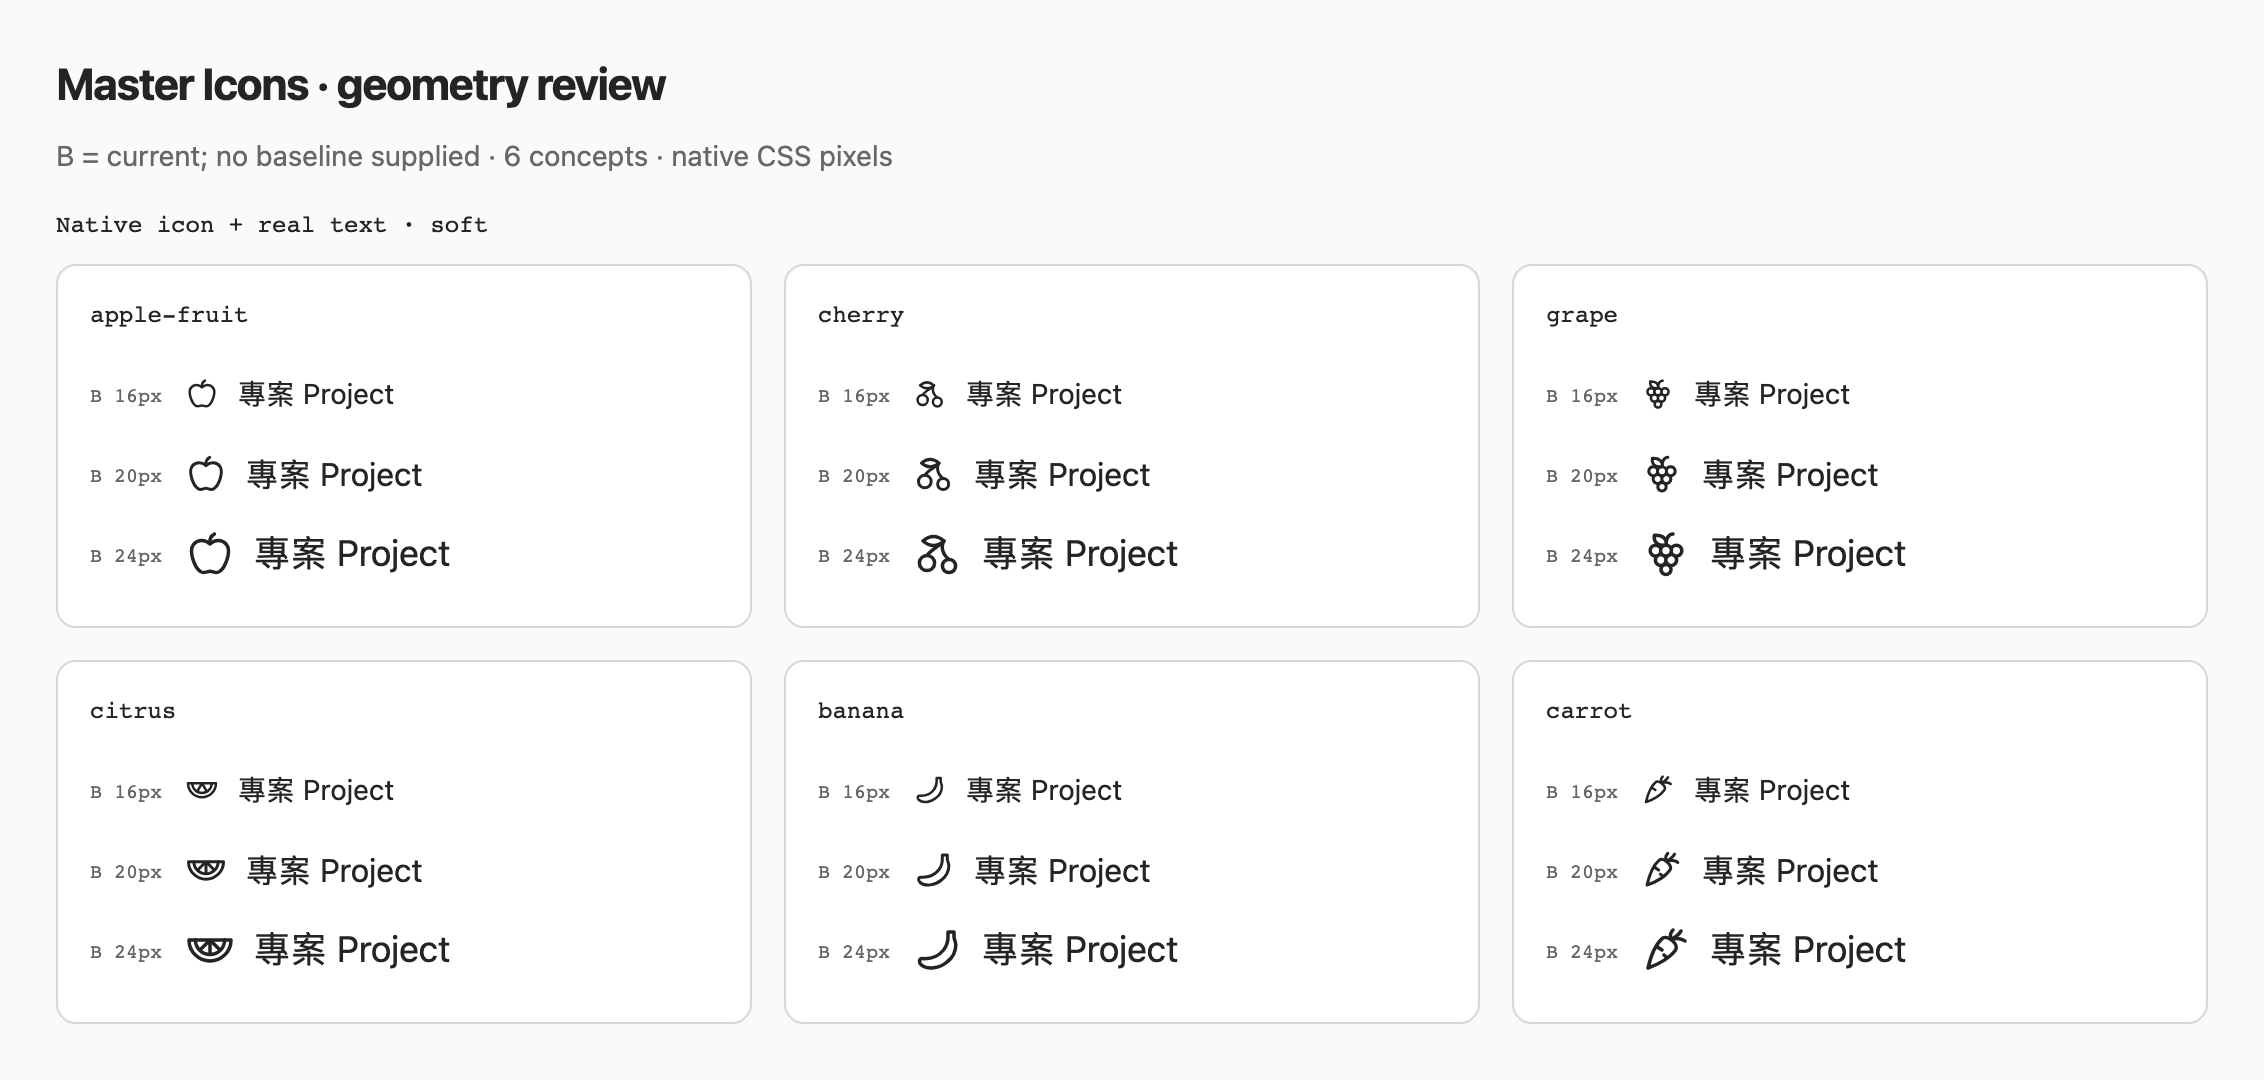 Master Icons · geometry review
B = current; no baseline supplied · 6 concepts · native CSS pixels
Native icon + real text · soft
apple-fruit
B 16px 專案 Project
B 20px 專案 Project
B 24px 專案 Project
cherry
B 16px 專案 Project
B 20px 專案 Project
B 24px 專案 Project
grape
B 16px 專案 Project
B 20px 專案 Project
B 24px 專案 Project
citrus
B 16px 專案 Project
B 20px 專案 Project
B 24px 專案 Project
banana
B 16px 專案 Project
B 20px 專案 Project
B 24px 專案 Project
carrot
B 16px 專案 Project
B 20px 專案 Project
B 24px 專案 Project